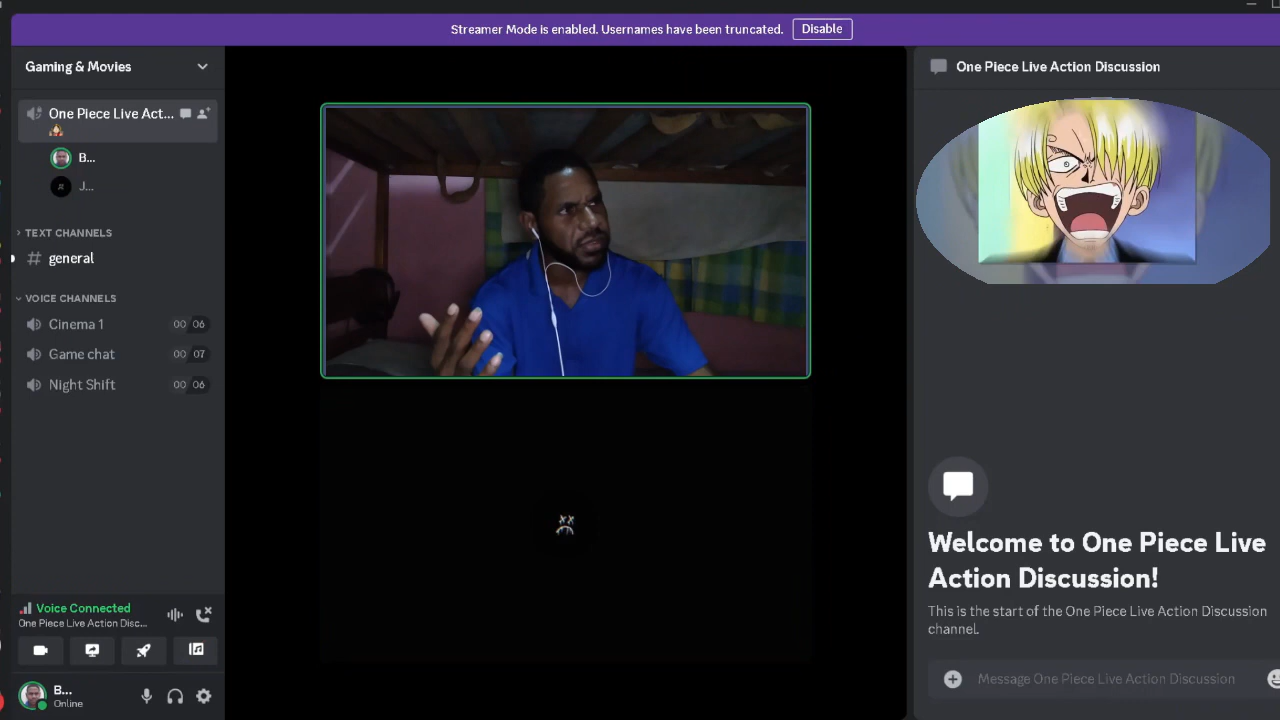 Streamer Mode is enabled. Usernames have been truncated.
Disable
Gaming & Movies
One Piece Live Act...
B...
J...
TEXT CHANNELS
# general
VOICE CHANNELS
Cinema 1 00 06
Game chat 00 07
Night Shift 00 06
Voice Connected
One Piece Live Action Disc...
B...
Online
One Piece Live Action Discussion
Welcome to One Piece Live
Action Discussion!
This is the start of the One Piece Live Action Discussion
channel.
Message One Piece Live Action Discussion